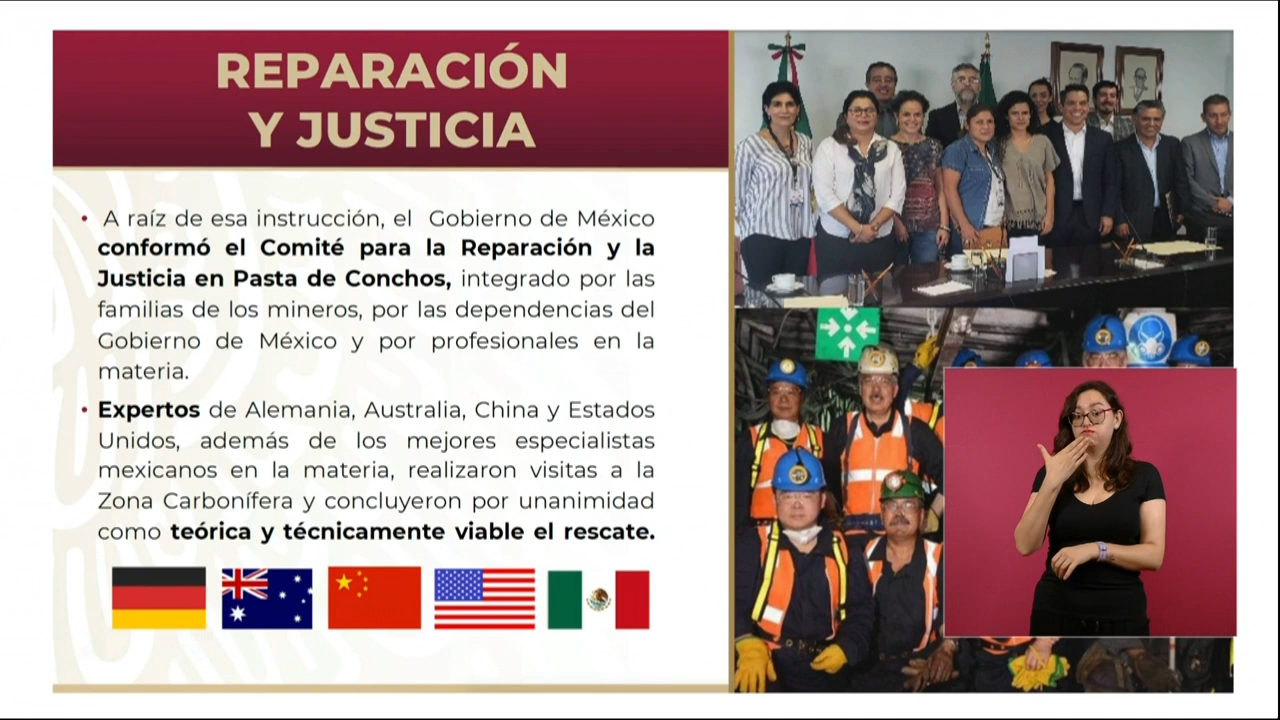 REPARACIÓN
Y JUSTICIA
• A raíz de esa instrucción, el Gobierno de México
conformó el Comité para la Reparación y la
Justicia en Pasta de Conchos, integrado por las
familias de los mineros, por las dependencias del
Gobierno de México y por profesionales en la
materia.
• Expertos de Alemania, Australia, China y Estados
Unidos, además de los mejores especialistas
mexicanos en la materia, realizaron visitas a la
Zona Carbonífera y concluyeron por unanimidad
como teórica y técnicamente viable el rescate.